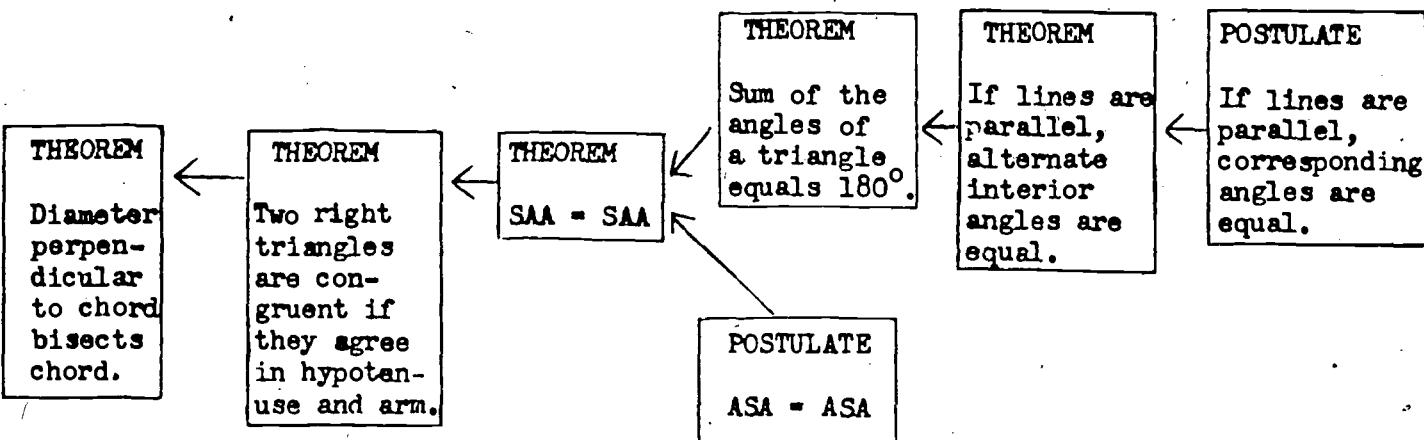 THEOREM
Diameter
perpen-
dicular
to chord
bisects
chord.
THEOREM
Two right
triangles
are con-
gruent if
they agree
in hypoten-
use and arm.
THEOREM
SAA = SAA
THEOREM
Sum of the
angles of
a triangle
equals 180°.
THEOREM
If lines are
parallel,
alternate
interior
angles are
equal.
POSTULATE
If lines are
parallel,
corresponding
angles are
equal.
POSTULATE
ASA = ASA